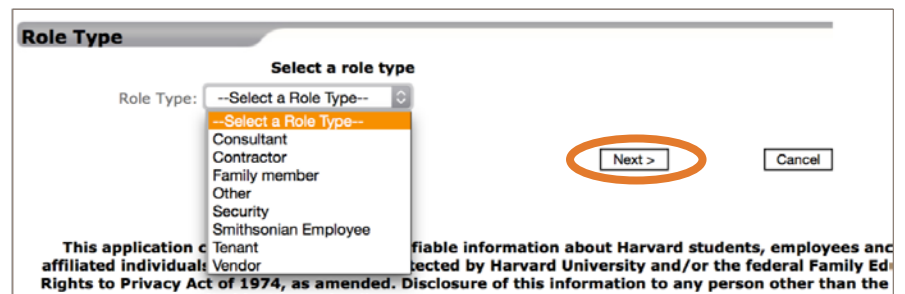 Role Type
Select a role type
Role Type: --Select a Role Type--
--Select a Role Type--
Consultant
Contractor
Family member
Next > Cancel
Other
Security
Smithsonian Employee
Tenant
Vendor
This application c fiable information about Harvard students, employees and
affiliated individuals tected by Harvard University and/or the federal Family Ed
Rights to Privacy Act of 1974, as amended. Disclosure of this information to any person other than the